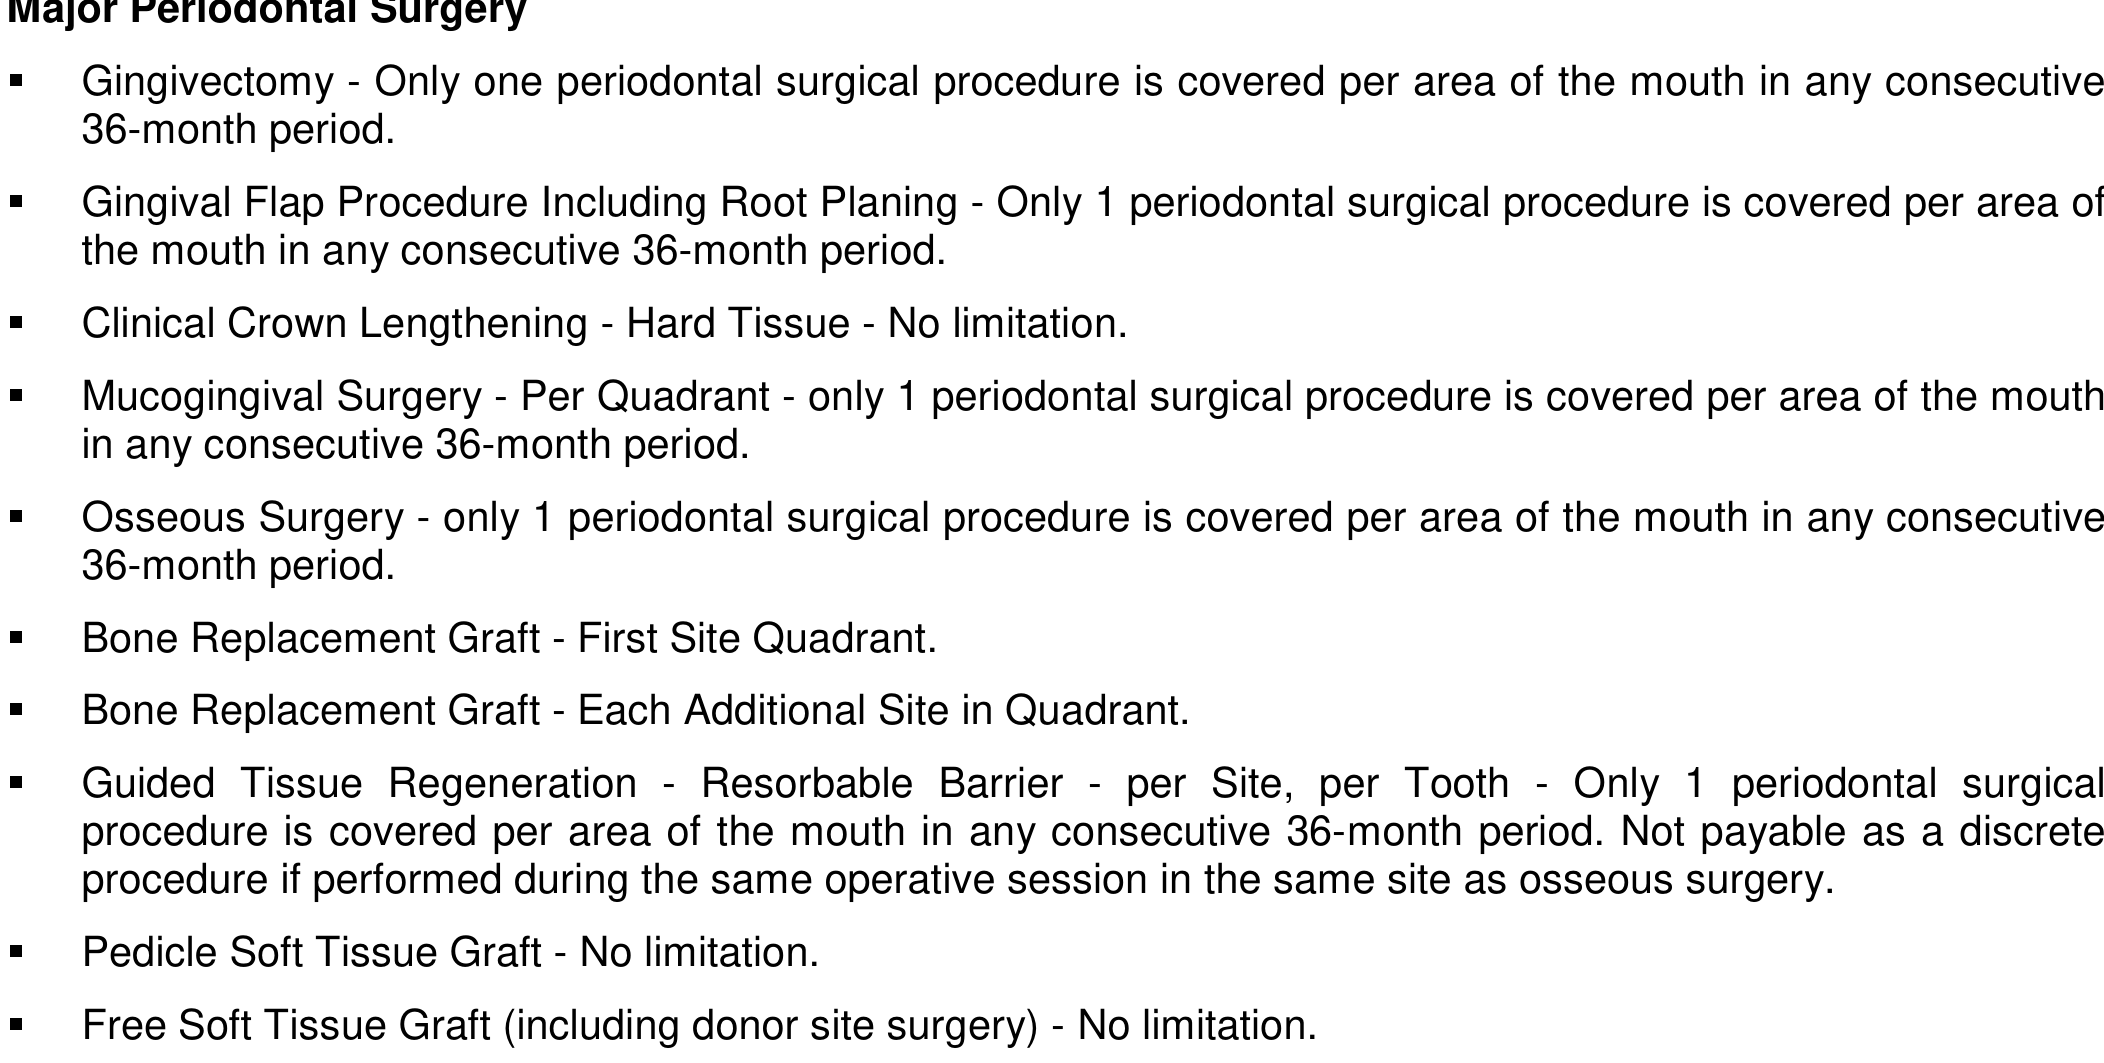 Major Periodontal Surgery
▪ Gingivectomy - Only one periodontal surgical procedure is covered per area of the mouth in any consecutive
36-month period.
▪ Gingival Flap Procedure Including Root Planing - Only 1 periodontal surgical procedure is covered per area of
the mouth in any consecutive 36-month period.
▪ Clinical Crown Lengthening - Hard Tissue - No limitation.
▪ Mucogingival Surgery - Per Quadrant - only 1 periodontal surgical procedure is covered per area of the mouth
in any consecutive 36-month period.
▪ Osseous Surgery - only 1 periodontal surgical procedure is covered per area of the mouth in any consecutive
36-month period.
▪ Bone Replacement Graft - First Site Quadrant.
▪ Bone Replacement Graft - Each Additional Site in Quadrant.
▪ Guided Tissue Regeneration - Resorbable Barrier - per Site, per Tooth - Only 1 periodontal surgical
procedure is covered per area of the mouth in any consecutive 36-month period. Not payable as a discrete
procedure if performed during the same operative session in the same site as osseous surgery.
▪ Pedicle Soft Tissue Graft - No limitation.
▪ Free Soft Tissue Graft (including donor site surgery) - No limitation.